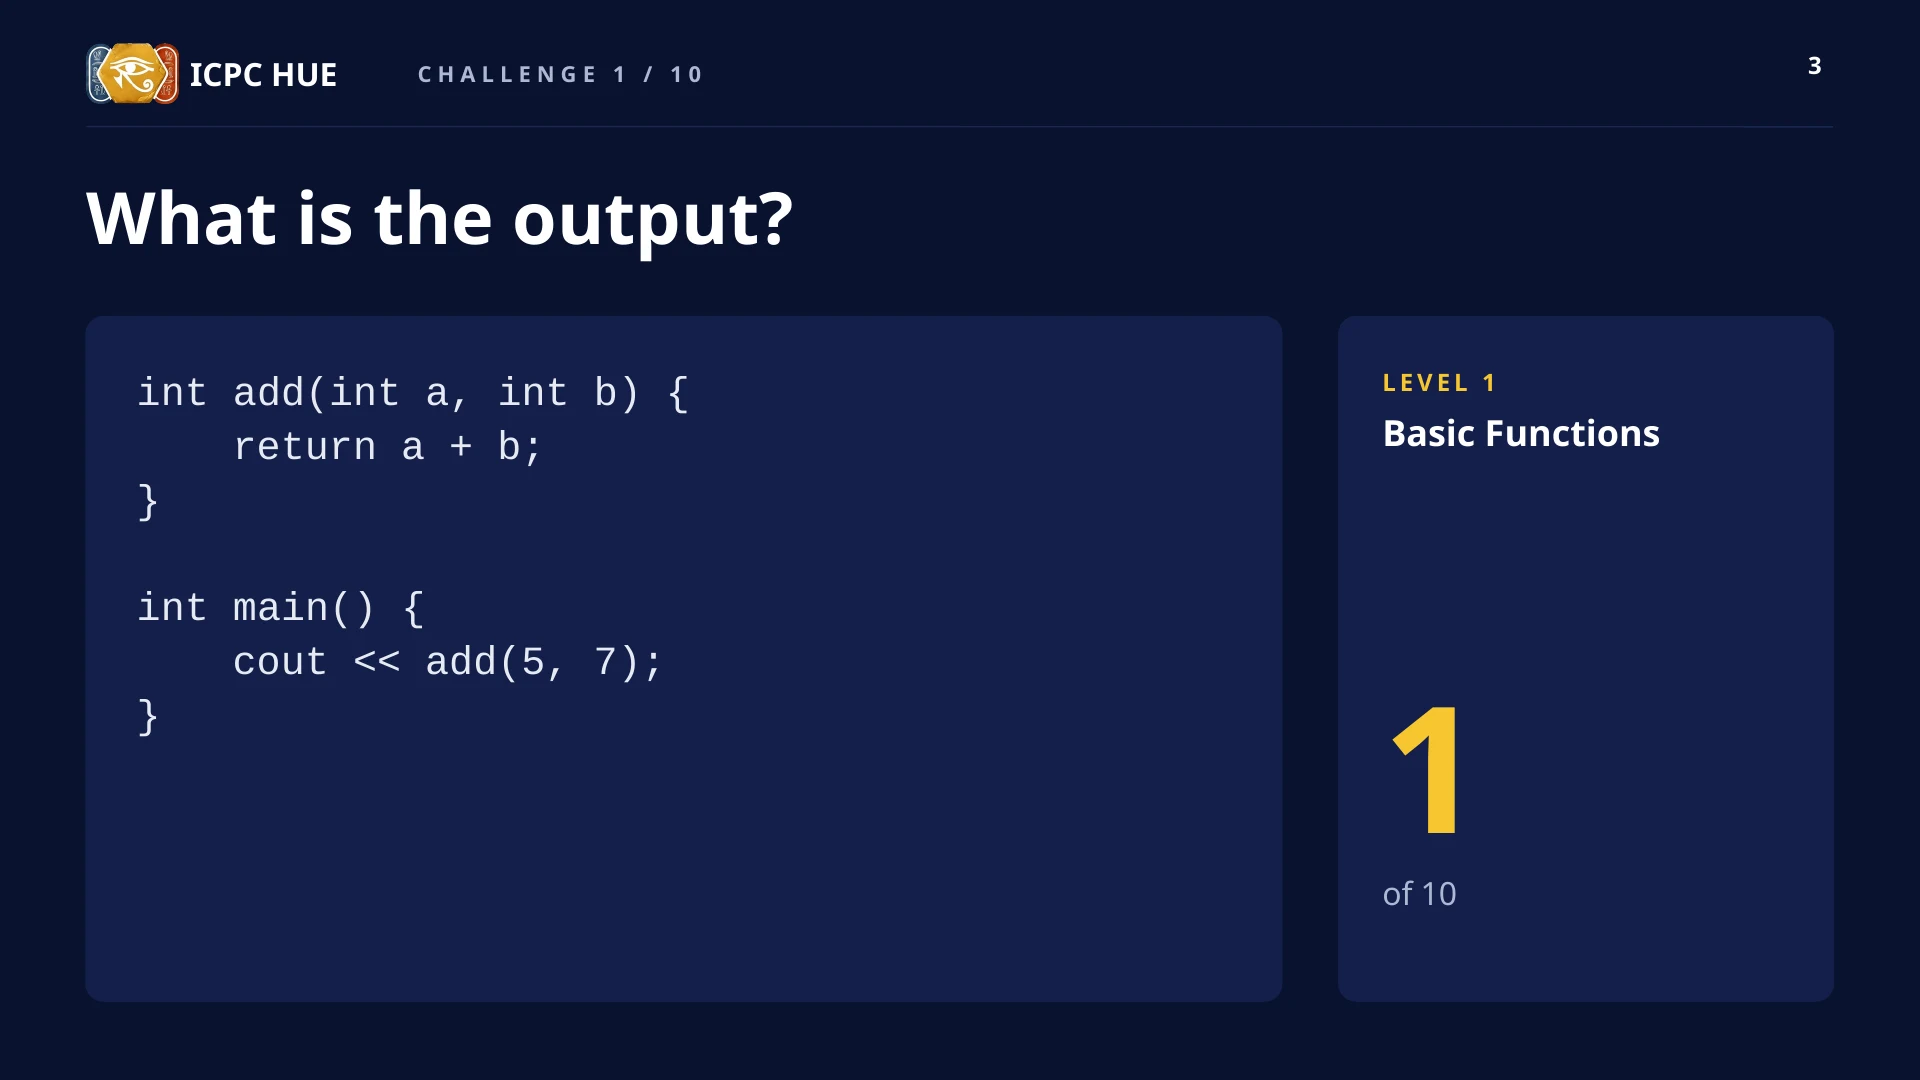 ICPC HUE
CHALLENGE 1 / 10
3
What is the output?
int add(int a, int b) {
    return a + b;
}

int main() {
    cout << add(5, 7);
}
LEVEL 1
Basic Functions
1
of 10